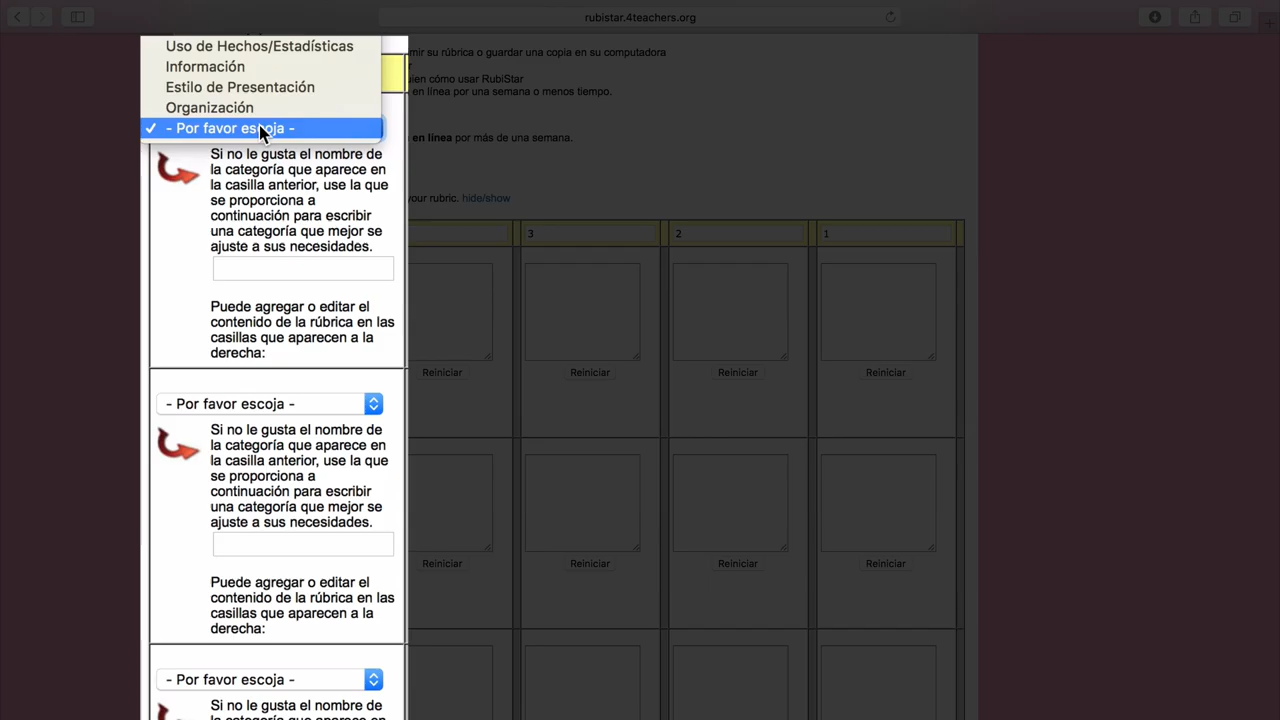 rubistar.4teachers.org
Uso de Hechos/Estadísticas
Información
Estilo de Presentación
Organización
✓ - Por favor escoja -
mir su rúbrica o guardar una copia en su computadora
r
uien cómo usar RubiStar
en línea por una semana o menos tiempo.
en línea por más de una semana.
your rubric. hide/show
3
2
1
Si no le gusta el nombre de
la categoría que aparece en
la casilla anterior, use la que
se proporciona a
continuación para escribir
una categoría que mejor se
ajuste a sus necesidades.
Puede agregar o editar el
contenido de la rúbrica en las
casillas que aparecen a la
derecha:
Reiniciar
Reiniciar
Reiniciar
Reiniciar
- Por favor escoja -
Si no le gusta el nombre de
la categoría que aparece en
la casilla anterior, use la que
se proporciona a
continuación para escribir
una categoría que mejor se
ajuste a sus necesidades.
Puede agregar o editar el
contenido de la rúbrica en las
casillas que aparecen a la
derecha:
Reiniciar
Reiniciar
Reiniciar
Reiniciar
- Por favor escoja -
Si no le gusta el nombre de
la categoría que aparece en